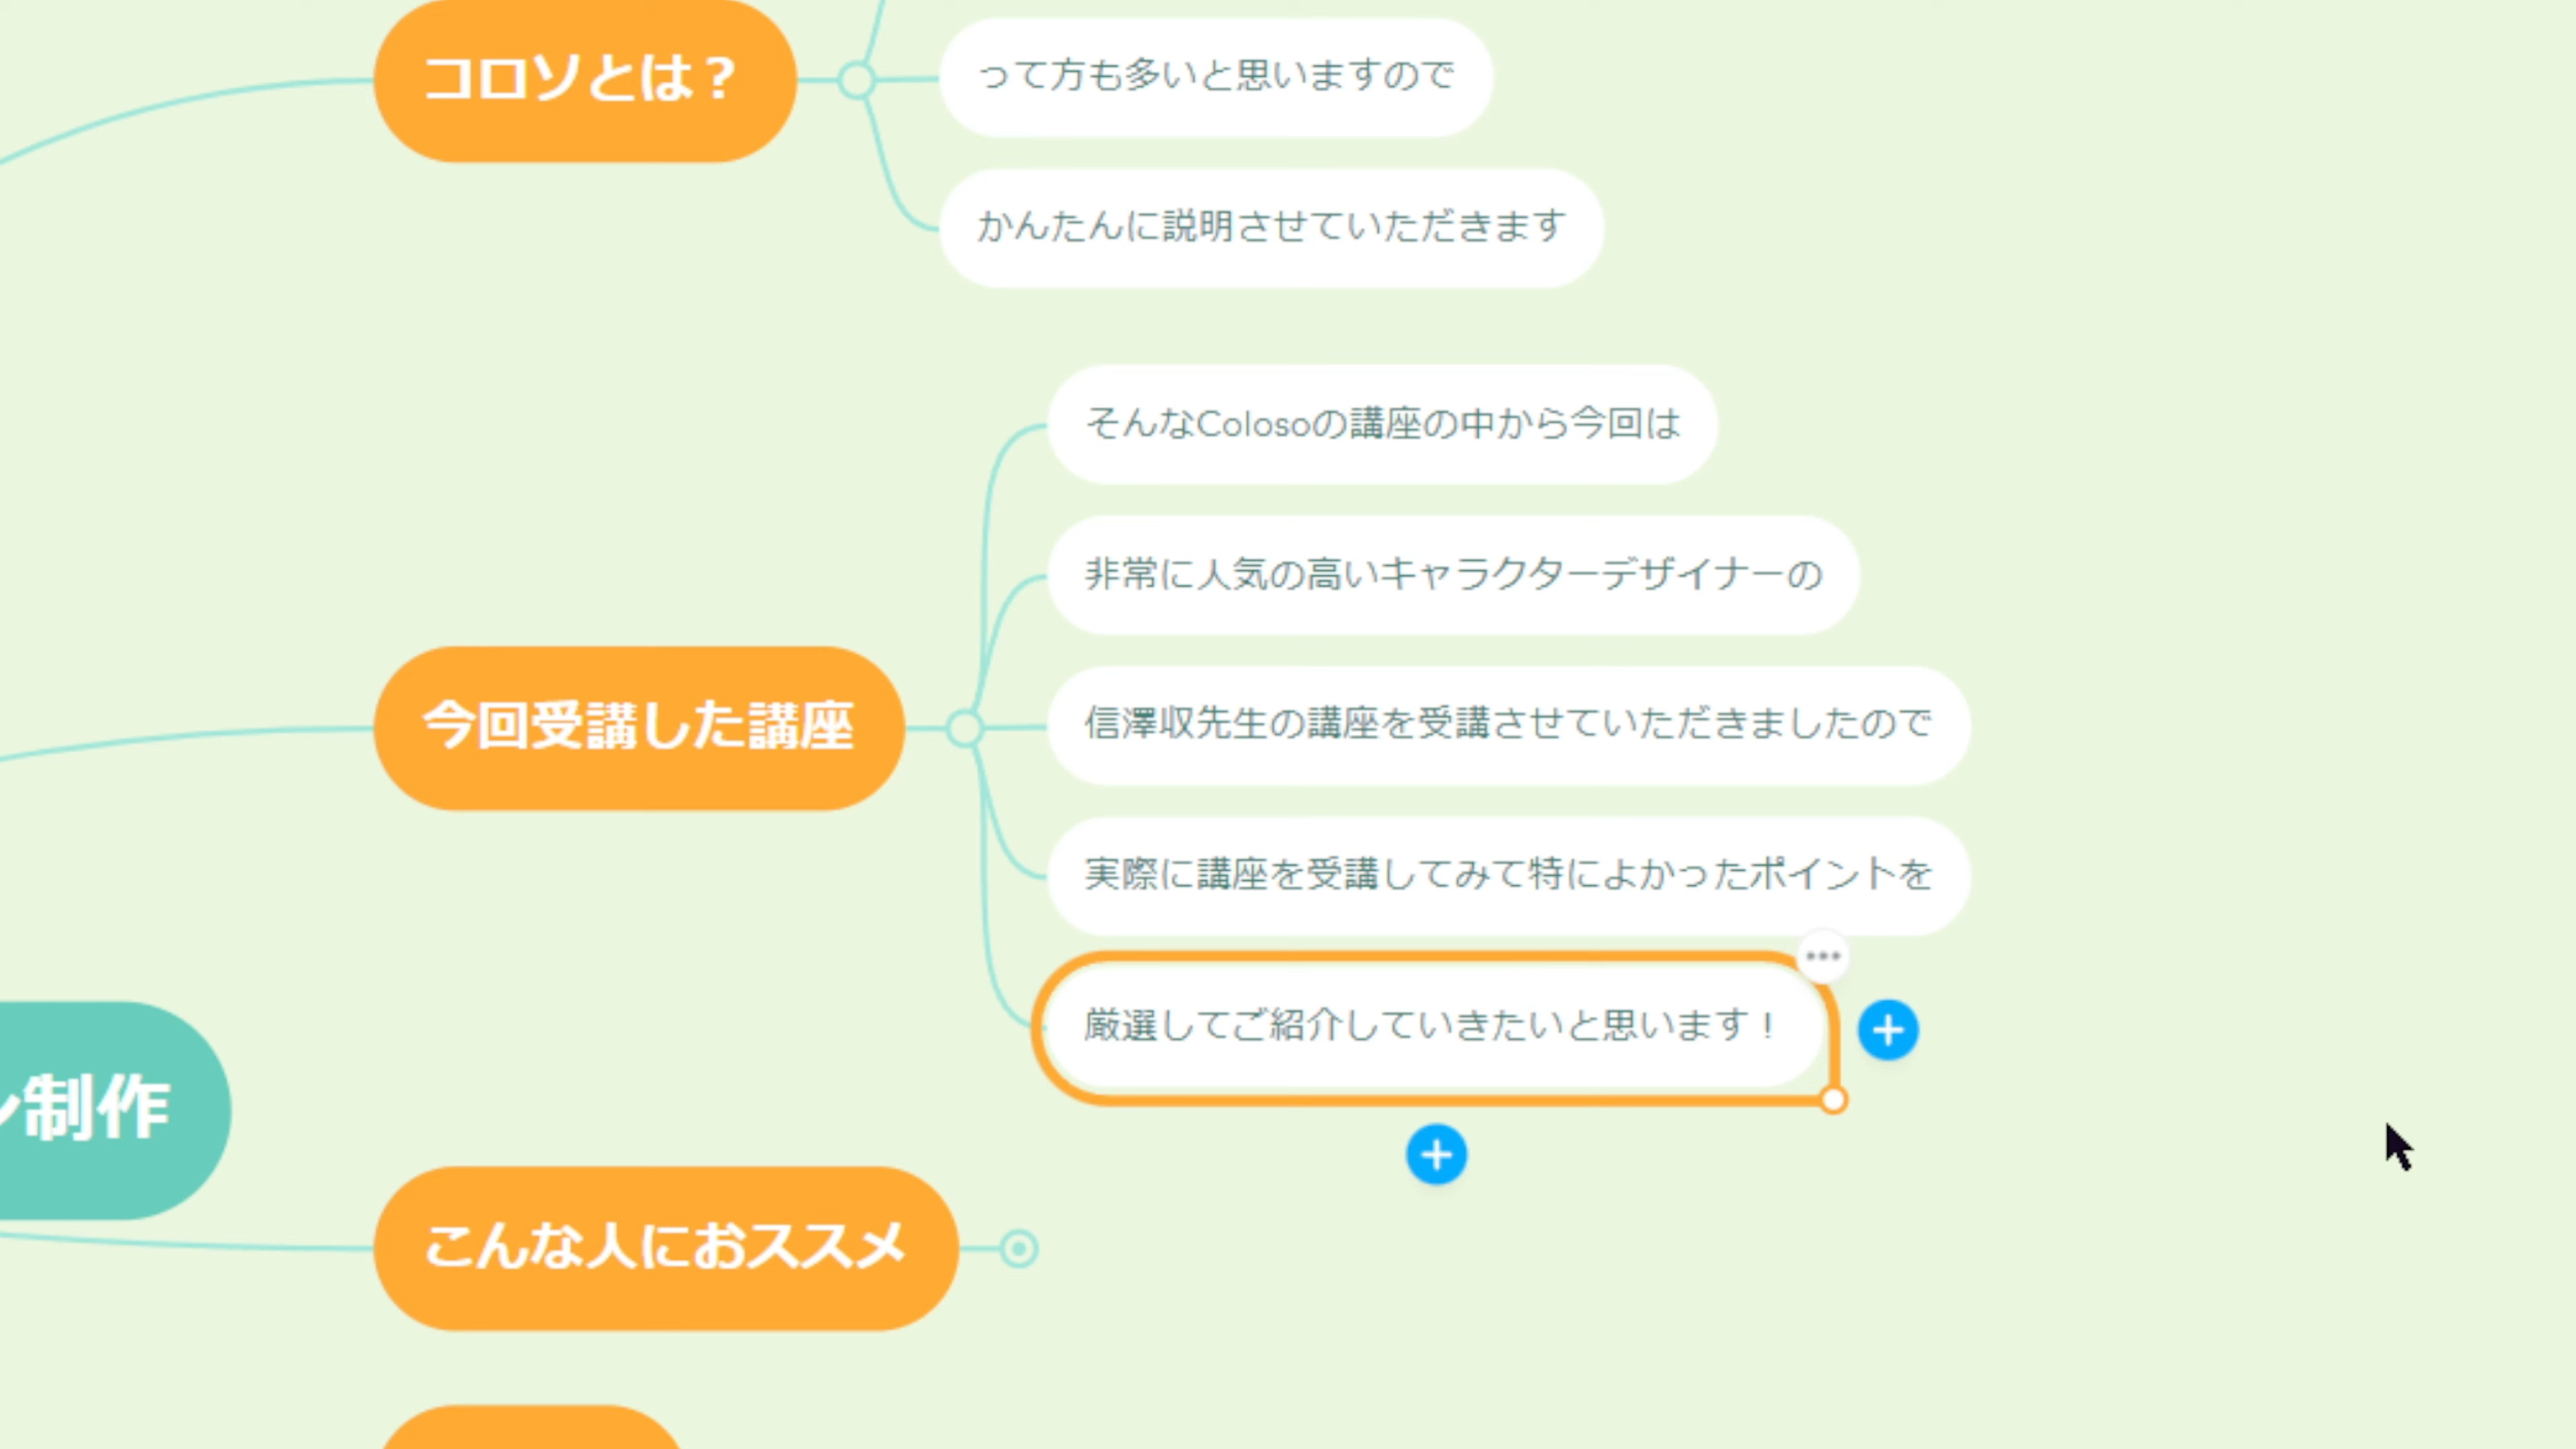 コロソとは？
って方も多いと思いますので
かんたんに説明させていただきます
今回受講した講座
そんなColosoの講座の中から今回は
非常に人気の高いキャラクターデザイナーの
信澤収先生の講座を受講させていただきましたので
実際に講座を受講してみて特によかったポイントを
厳選してご紹介していきたいと思います！
ン制作
こんな人におススメ